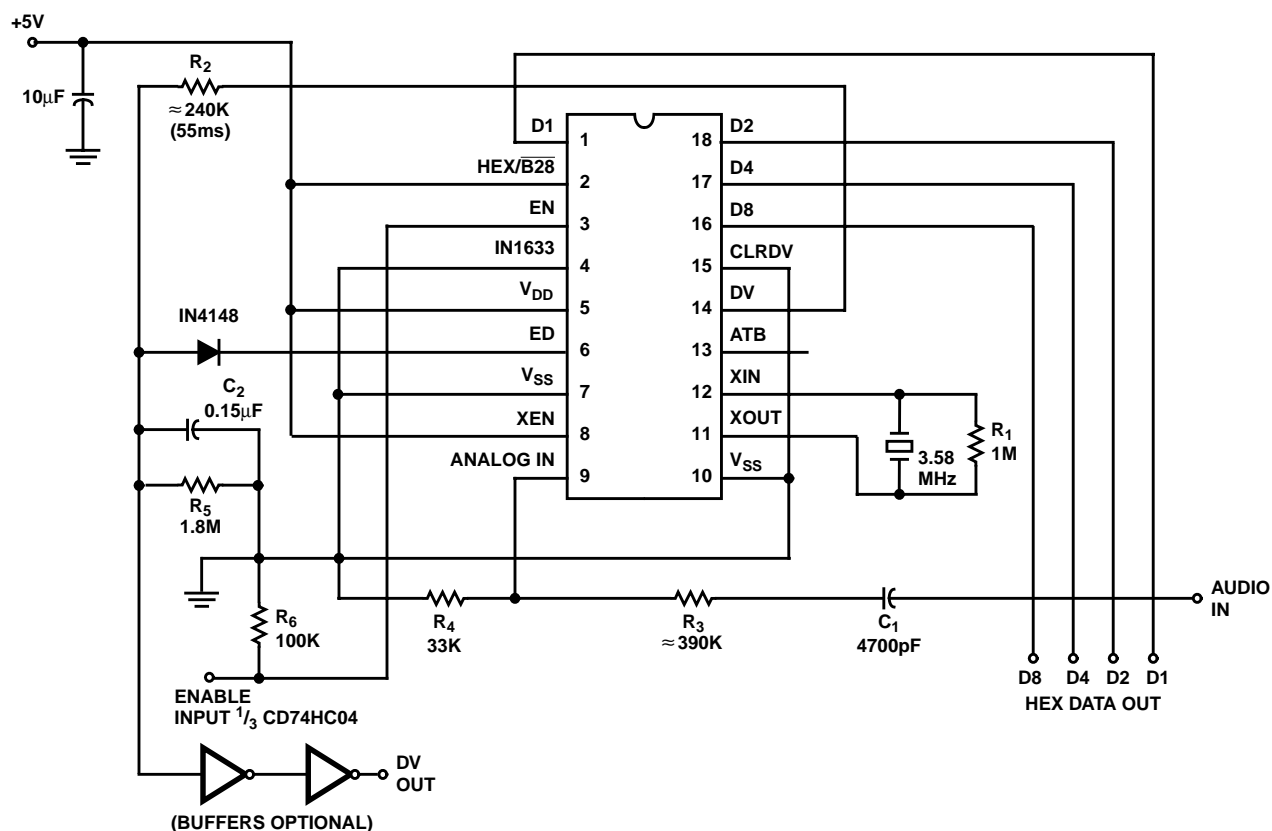 +5V
10μF
R2
≈240K
(55ms)
D1
HEX/B28
EN
IN1633
VDD
ED
VSS
XEN
ANALOG IN
1
2
3
4
5
6
7
8
9
18
17
16
15
14
13
12
11
10
D2
D4
D8
CLRDV
DV
ATB
XIN
XOUT
VSS
IN4148
C2
0.15μF
R5
1.8M
R6
100K
3.58
MHz
R1
1M
R4
33K
R3
≈390K
C1
4700pF
AUDIO
IN
D8 D4 D2 D1
HEX DATA OUT
ENABLE
INPUT 1/3 CD74HC04
DV
OUT
(BUFFERS OPTIONAL)